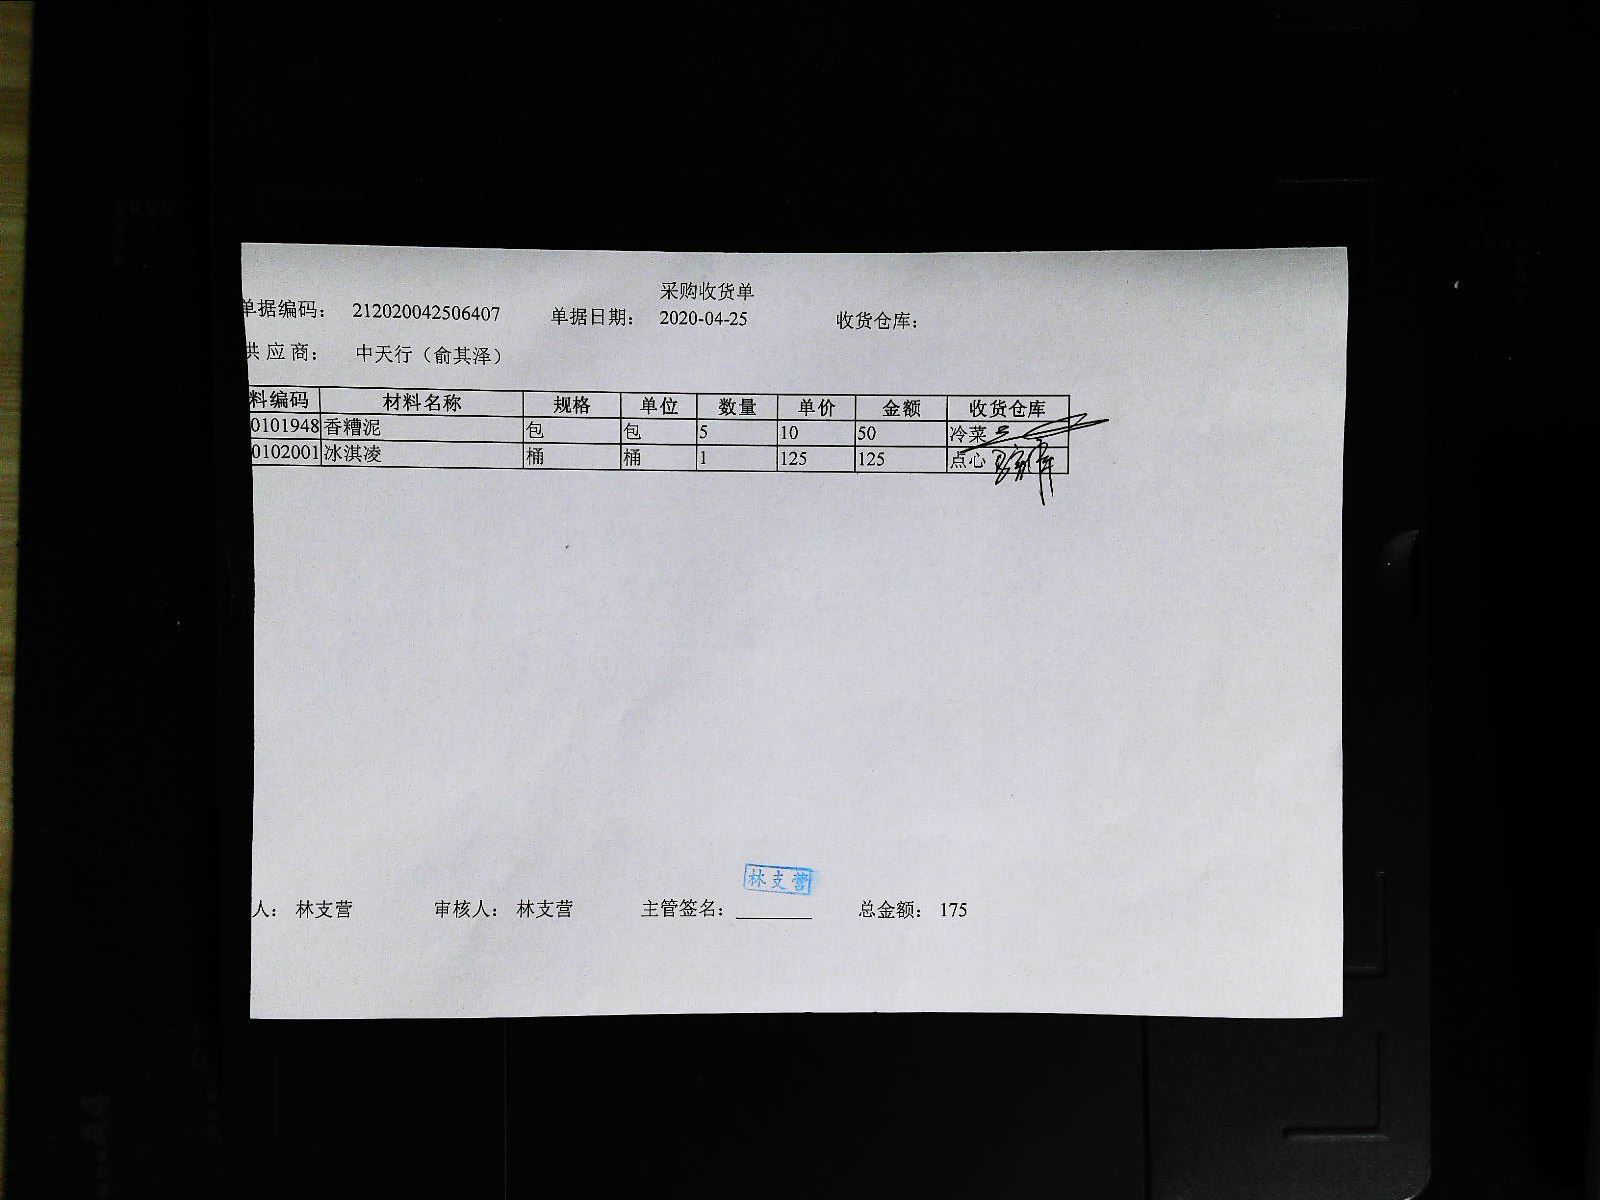 采购收货单
单据编码： 212020042506407 单据日期： 2020-04-25 收货仓库：
供 应 商： 中天行（俞其泽）
料编码 材料名称 规格 单位 数量 单价 金额 收货仓库
0101948 香糟泥 包 包 5 10 50 冷菜
0102001 冰淇凌 桶 桶 1 125 125 点心
林支营
人： 林支营 审核人： 林支营 主管签名： 总金额： 175